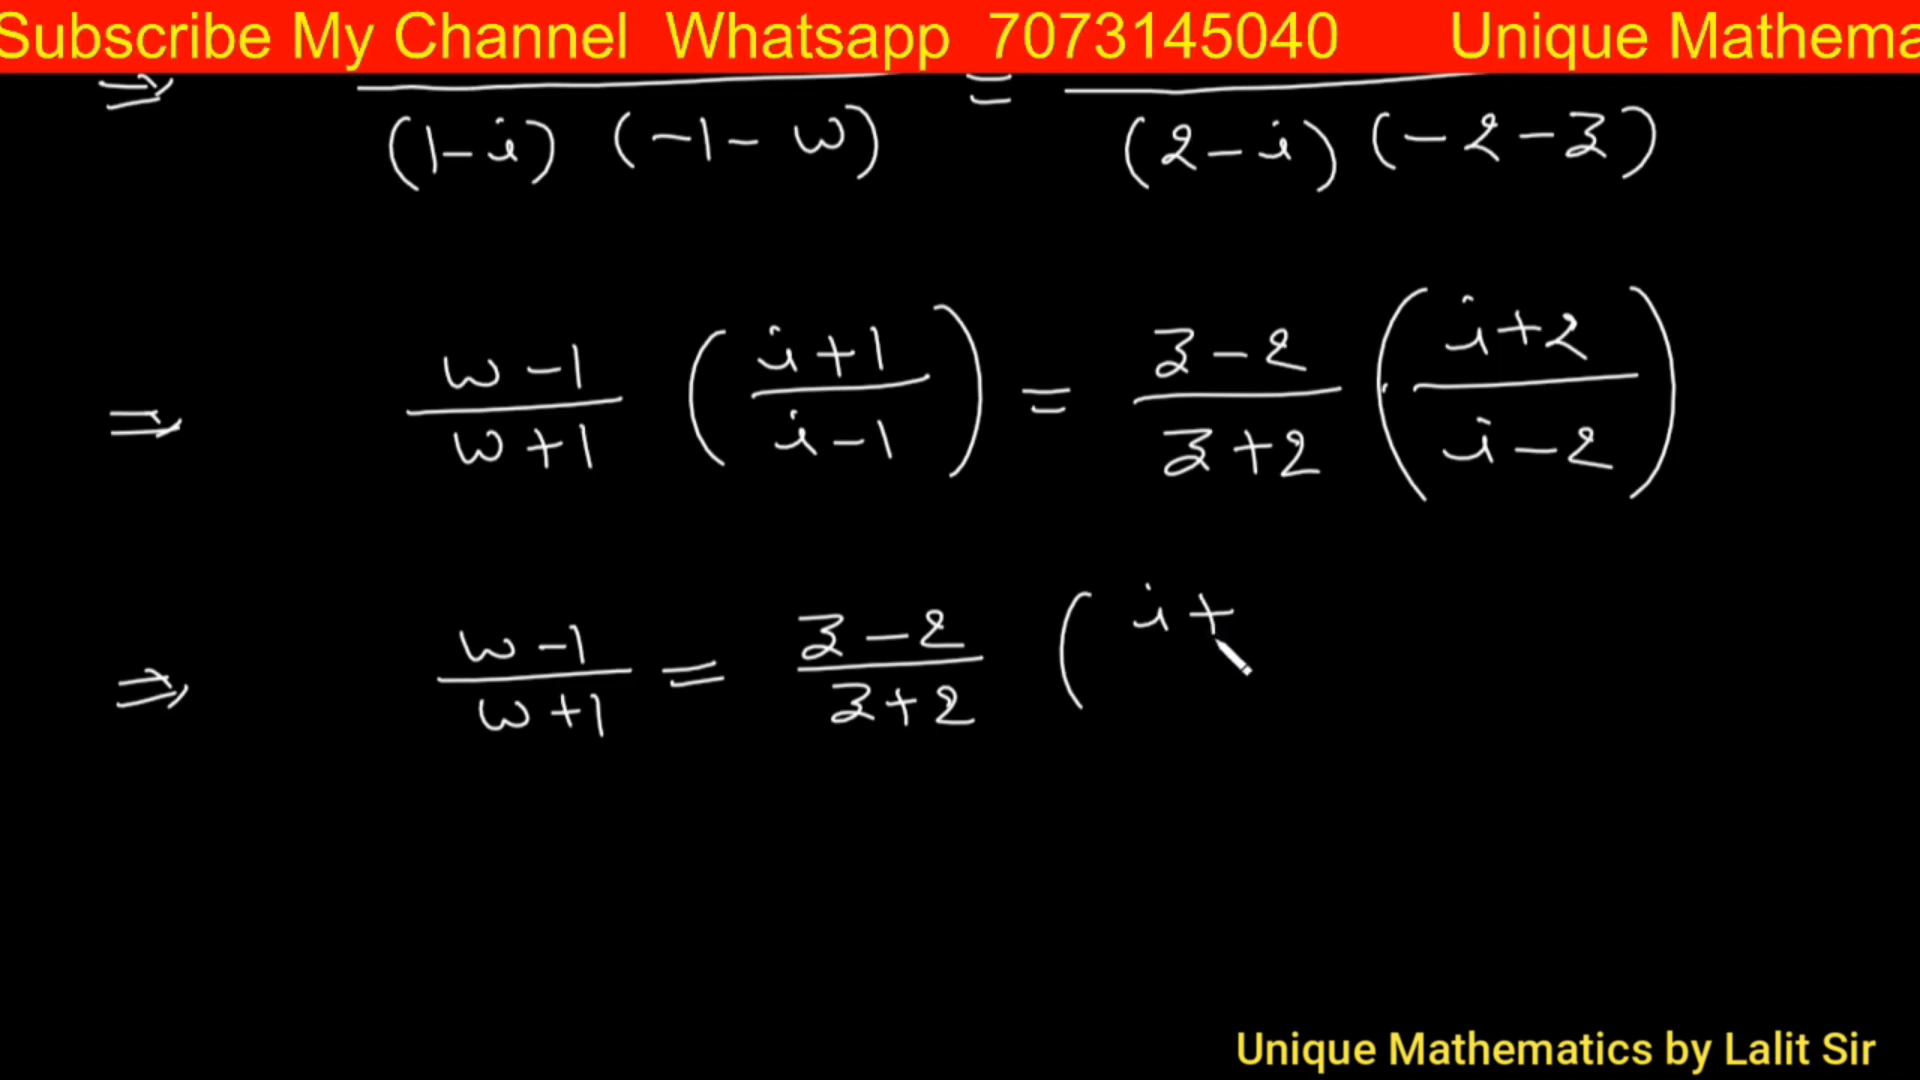 Subscribe My Channel Whatsapp 7073145040 Unique Mathema
⇒ (1-i) (-1-w) = (2-i) (-2-z)
⇒ w-1/w+1 (i+1/i-1) = z-2/z+2 (i+2/i-2)
⇒ w-1/w+1 = z-2/z+2 ( i+
Unique Mathematics by Lalit Sir